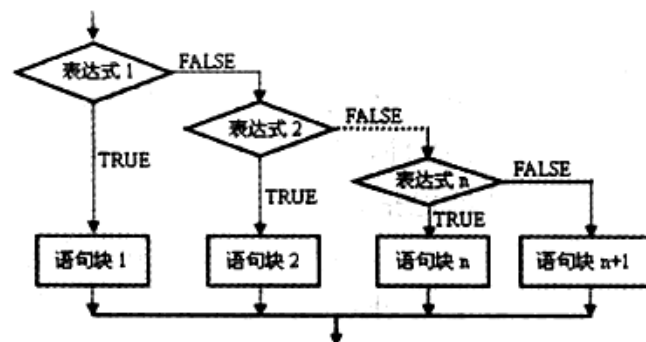 表达式 1
FALSE
表达式 2
FALSE
表达式 n
FALSE
TRUE
TRUE
TRUE
语句块 1
语句块 2
语句块 n
语句块 n+1